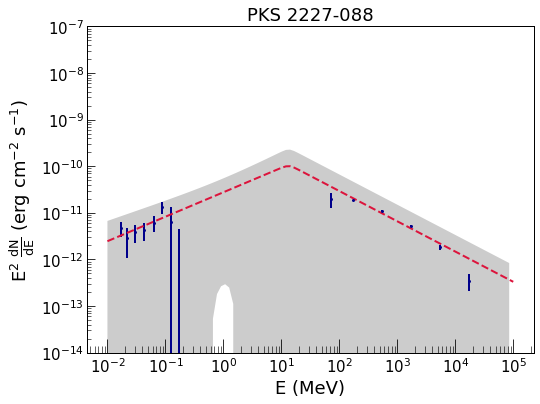 PKS 2227-088
E² dN/dE (erg cm⁻² s⁻¹)
10⁻⁷
10⁻⁸
10⁻⁹
10⁻¹⁰
10⁻¹¹
10⁻¹²
10⁻¹³
10⁻¹⁴
10⁻² 10⁻¹ 10⁰ 10¹ 10² 10³ 10⁴ 10⁵
E (MeV)